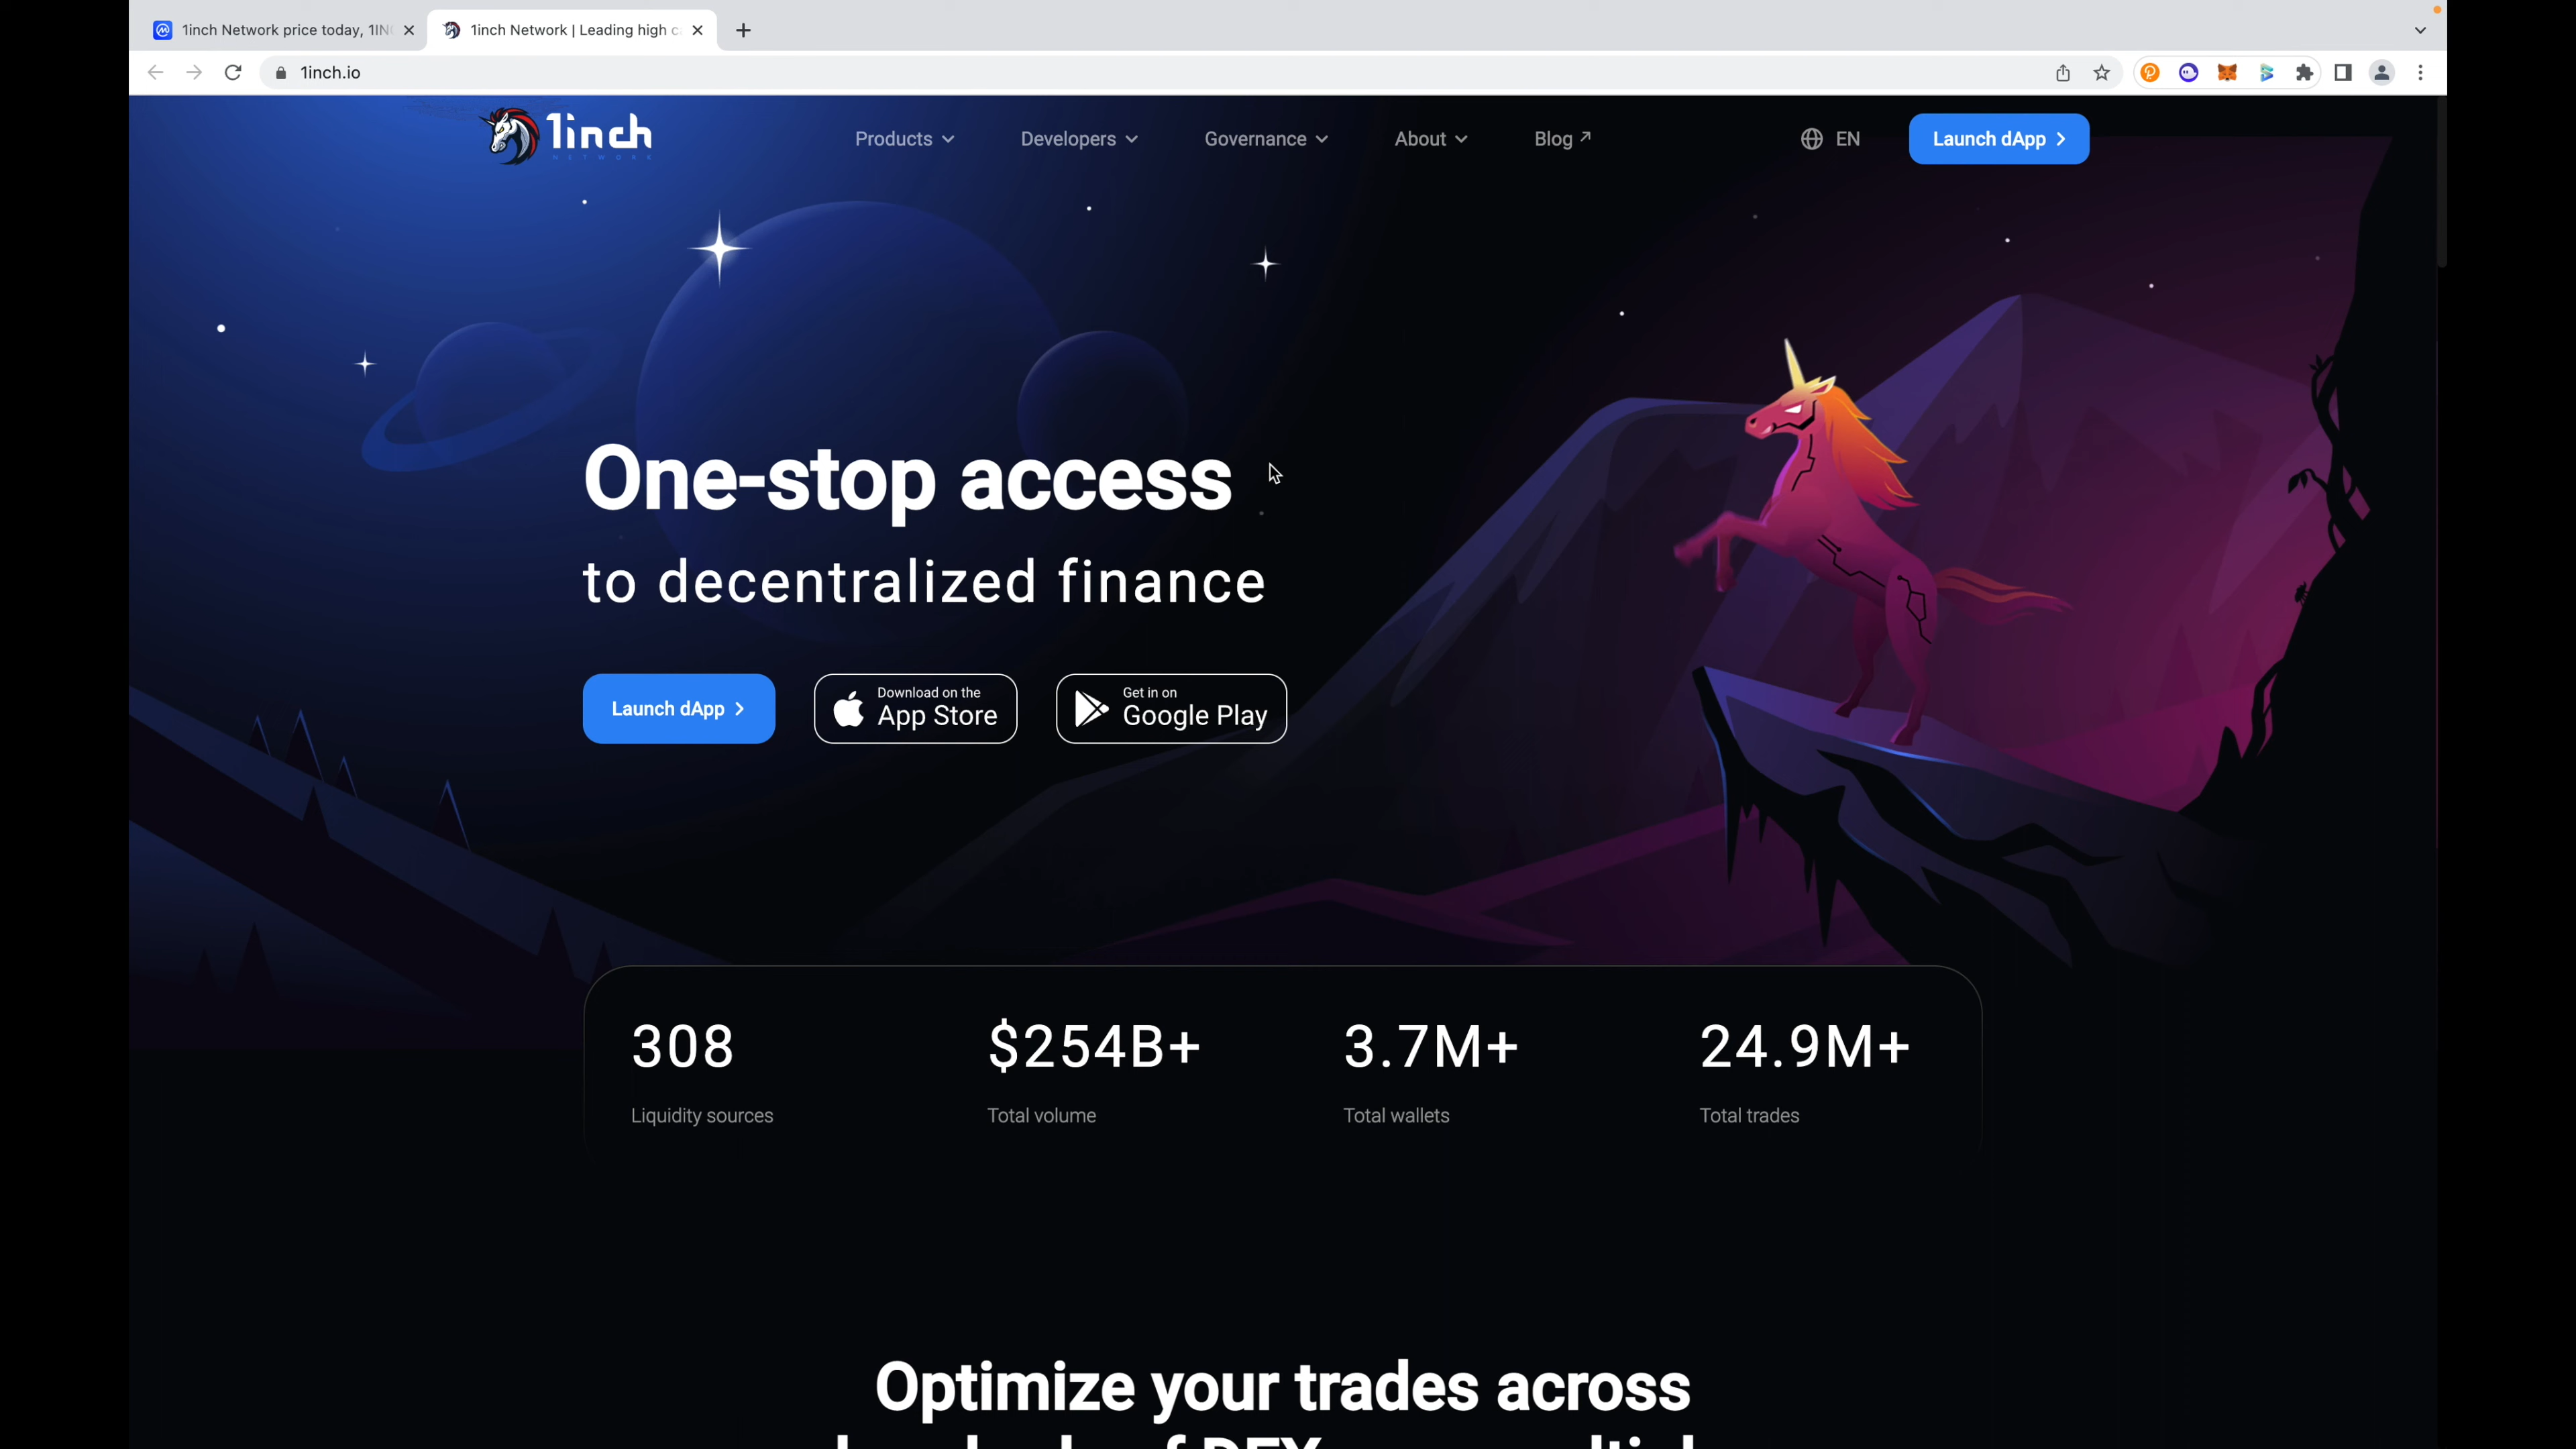 1inch Network price today, 1IN
1inch Network | Leading high c
1inch.io
1inch
NETWORK
Products
Developers
Governance
About
Blog
EN
Launch dApp
One-stop access
to decentralized finance
Launch dApp
Download on the
App Store
Get in on
Google Play
308
$254B+
3.7M+
24.9M+
Liquidity sources
Total volume
Total wallets
Total trades
Optimize your trades across